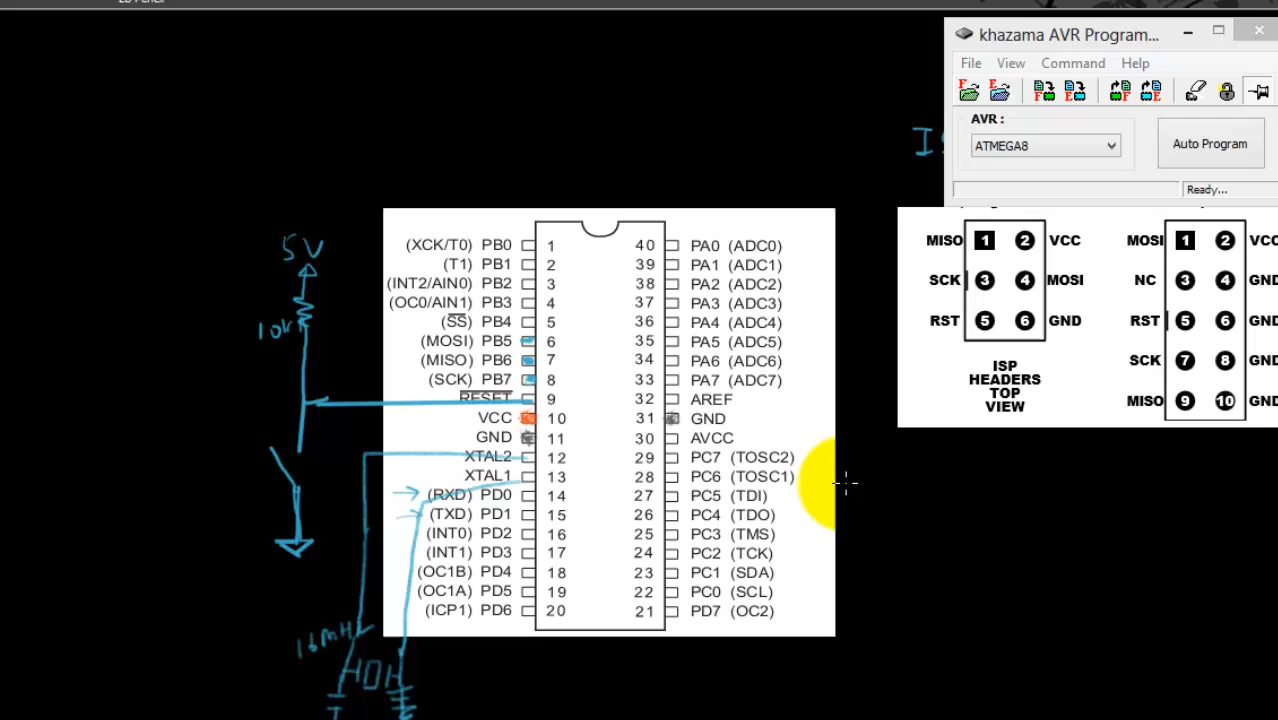 khazama AVR Program...
File View Command Help
AVR :
ATMEGA8
Auto Program
Ready...
5V
10k
16MHz
(XCK/T0) PB0 1 40 PA0 (ADC0)
(T1) PB1 2 39 PA1 (ADC1)
(INT2/AIN0) PB2 3 38 PA2 (ADC2)
(OC0/AIN1) PB3 4 37 PA3 (ADC3)
(SS) PB4 5 36 PA4 (ADC4)
(MOSI) PB5 6 35 PA5 (ADC5)
(MISO) PB6 7 34 PA6 (ADC6)
(SCK) PB7 8 33 PA7 (ADC7)
RESET 9 32 AREF
VCC 10 31 GND
GND 11 30 AVCC
XTAL2 12 29 PC7 (TOSC2)
XTAL1 13 28 PC6 (TOSC1)
(RXD) PD0 14 27 PC5 (TDI)
(TXD) PD1 15 26 PC4 (TDO)
(INT0) PD2 16 25 PC3 (TMS)
(INT1) PD3 17 24 PC2 (TCK)
(OC1B) PD4 18 23 PC1 (SDA)
(OC1A) PD5 19 22 PC0 (SCL)
(ICP1) PD6 20 21 PD7 (OC2)
MISO 1 2 VCC
SCK 3 4 MOSI
RST 5 6 GND
ISP
HEADERS
TOP
VIEW
MOSI 1 2 VCC
NC 3 4 GND
RST 5 6 GND
SCK 7 8 GND
MISO 9 10 GND